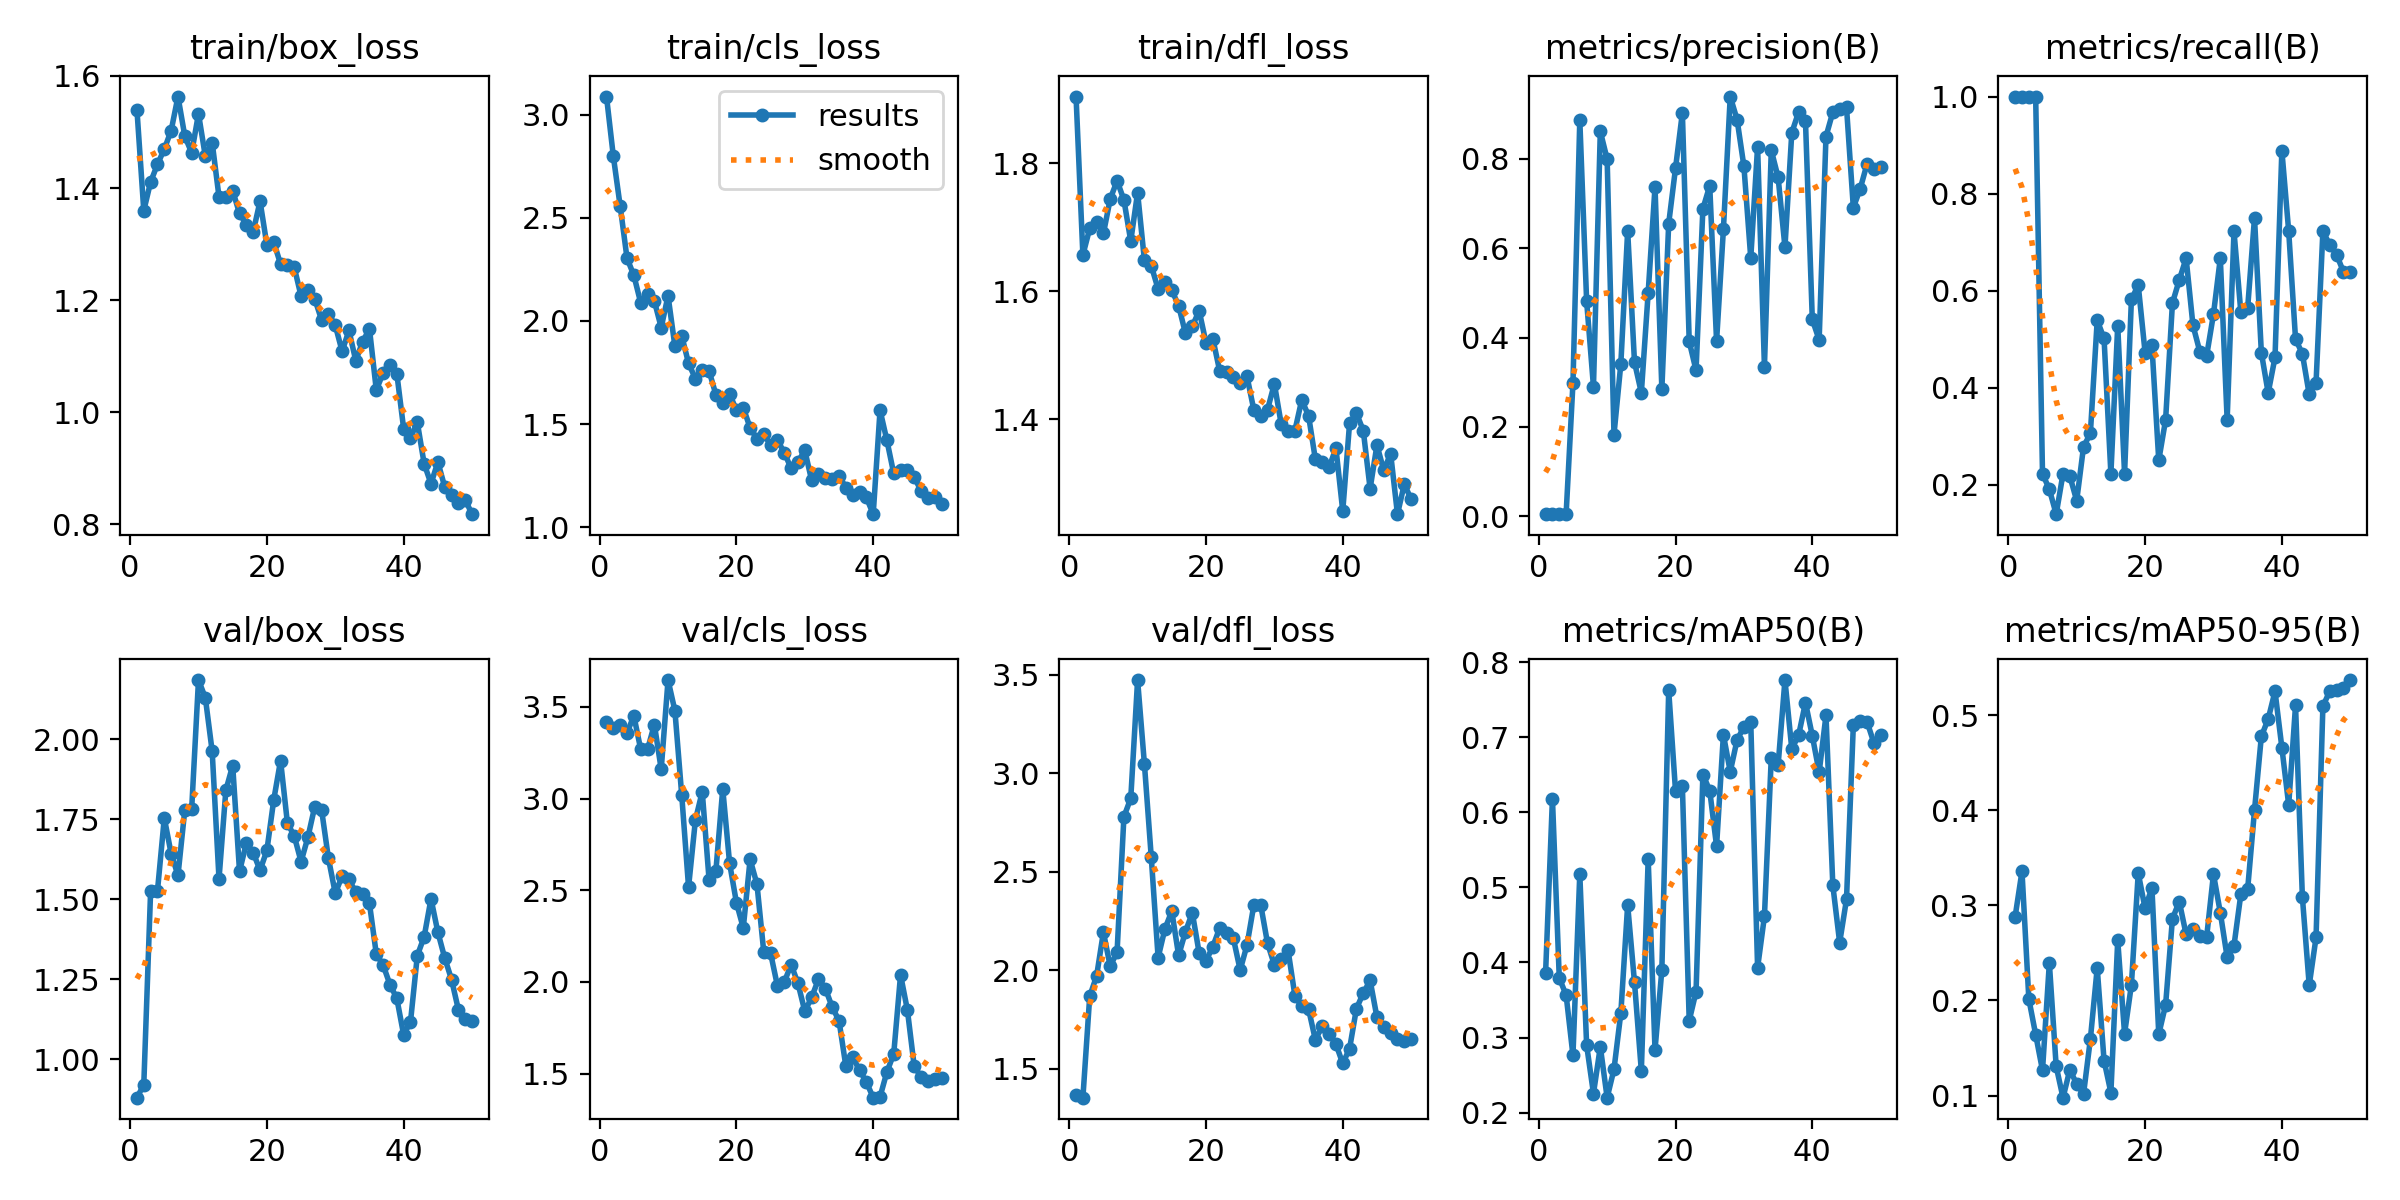 train/box_loss
1.6
1.4
1.2
1.0
0.8
0 20 40
train/cls_loss
3.0
2.5
2.0
1.5
1.0
results
smooth
0 20 40
train/dfl_loss
1.8
1.6
1.4
0 20 40
metrics/precision(B)
0.8
0.6
0.4
0.2
0.0
0 20 40
metrics/recall(B)
1.0
0.8
0.6
0.4
0.2
0 20 40
val/box_loss
2.00
1.75
1.50
1.25
1.00
0 20 40
val/cls_loss
3.5
3.0
2.5
2.0
1.5
0 20 40
val/dfl_loss
3.5
3.0
2.5
2.0
1.5
0 20 40
metrics/mAP50(B)
0.8
0.7
0.6
0.5
0.4
0.3
0.2
0 20 40
metrics/mAP50-95(B)
0.5
0.4
0.3
0.2
0.1
0 20 40